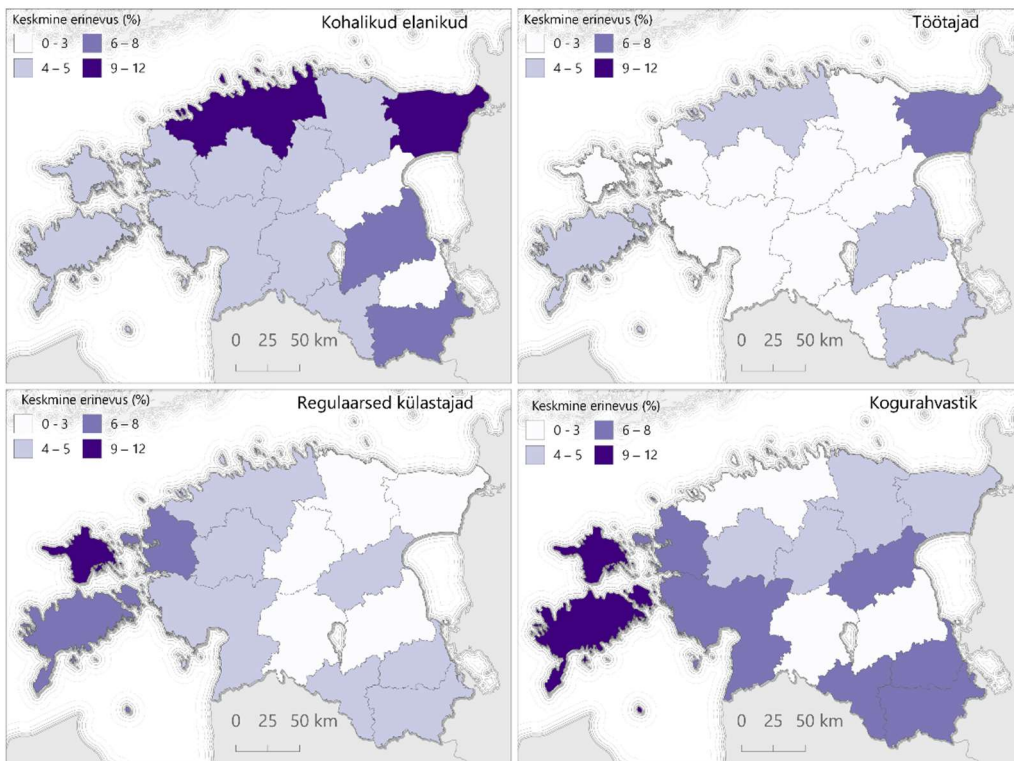 Keskmine erinevus (%)
Kohalikud elanikud
0 - 3 6 – 8
4 – 5 9 – 12
0 25 50 km
Keskmine erinevus (%)
Töötajad
0 - 3 6 – 8
4 – 5 9 – 12
0 25 50 km
Keskmine erinevus (%)
Regulaarsed külastajad
0 - 3 6 – 8
4 – 5 9 – 12
0 25 50 km
Keskmine erinevus (%)
Kogurahvastik
0 - 3 6 – 8
4 – 5 9 – 12
0 25 50 km